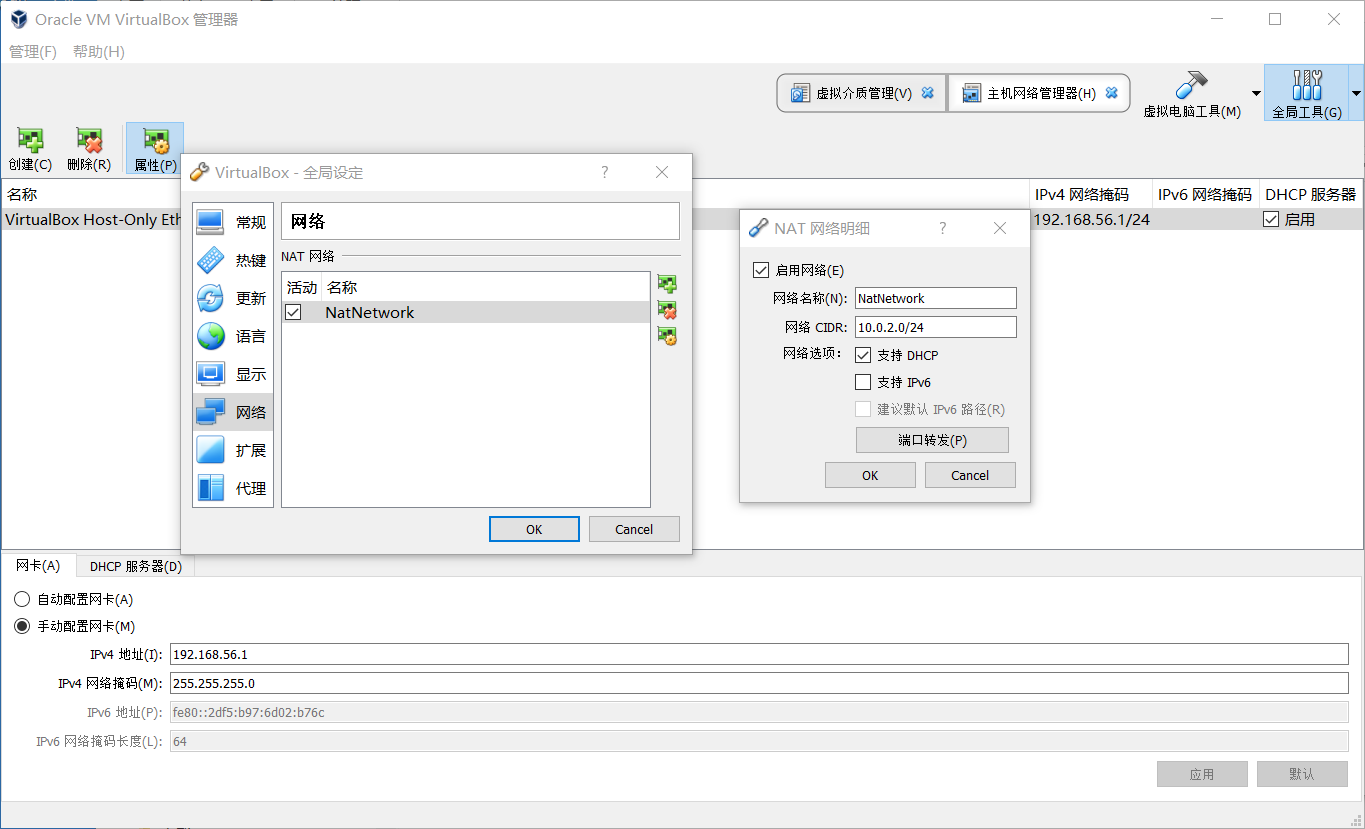 Oracle VM VirtualBox 管理器
管理(F) 帮助(H)
虚拟介质管理(V) 主机网络管理器(H) 虚拟电脑工具(M) 全局工具(G)
创建(C) 删除(R) 属性(P)
名称 IPv4 网络掩码 IPv6 网络掩码 DHCP 服务器
VirtualBox Host-Only Eth 192.168.56.1/24 启用
VirtualBox - 全局设定 ?
常规
热键
更新
语言
显示
网络
扩展
代理
网络
NAT 网络
活动 名称
NatNetwork
OK Cancel
NAT 网络明细 ?
启用网络(E)
网络名称(N): NatNetwork
网络 CIDR: 10.0.2.0/24
网络选项: 支持 DHCP
支持 IPv6
建议默认 IPv6 路径(R)
端口转发(P)
OK Cancel
网卡(A) DHCP 服务器(D)
自动配置网卡(A)
手动配置网卡(M)
IPv4 地址(I): 192.168.56.1
IPv4 网络掩码(M): 255.255.255.0
IPv6 地址(P): fe80::2df5:b97:6d02:b76c
IPv6 网络掩码长度(L): 64
应用 默认